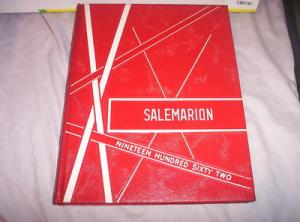 SALEMARION
NINETEEN HUNDRED SIXTY TWO